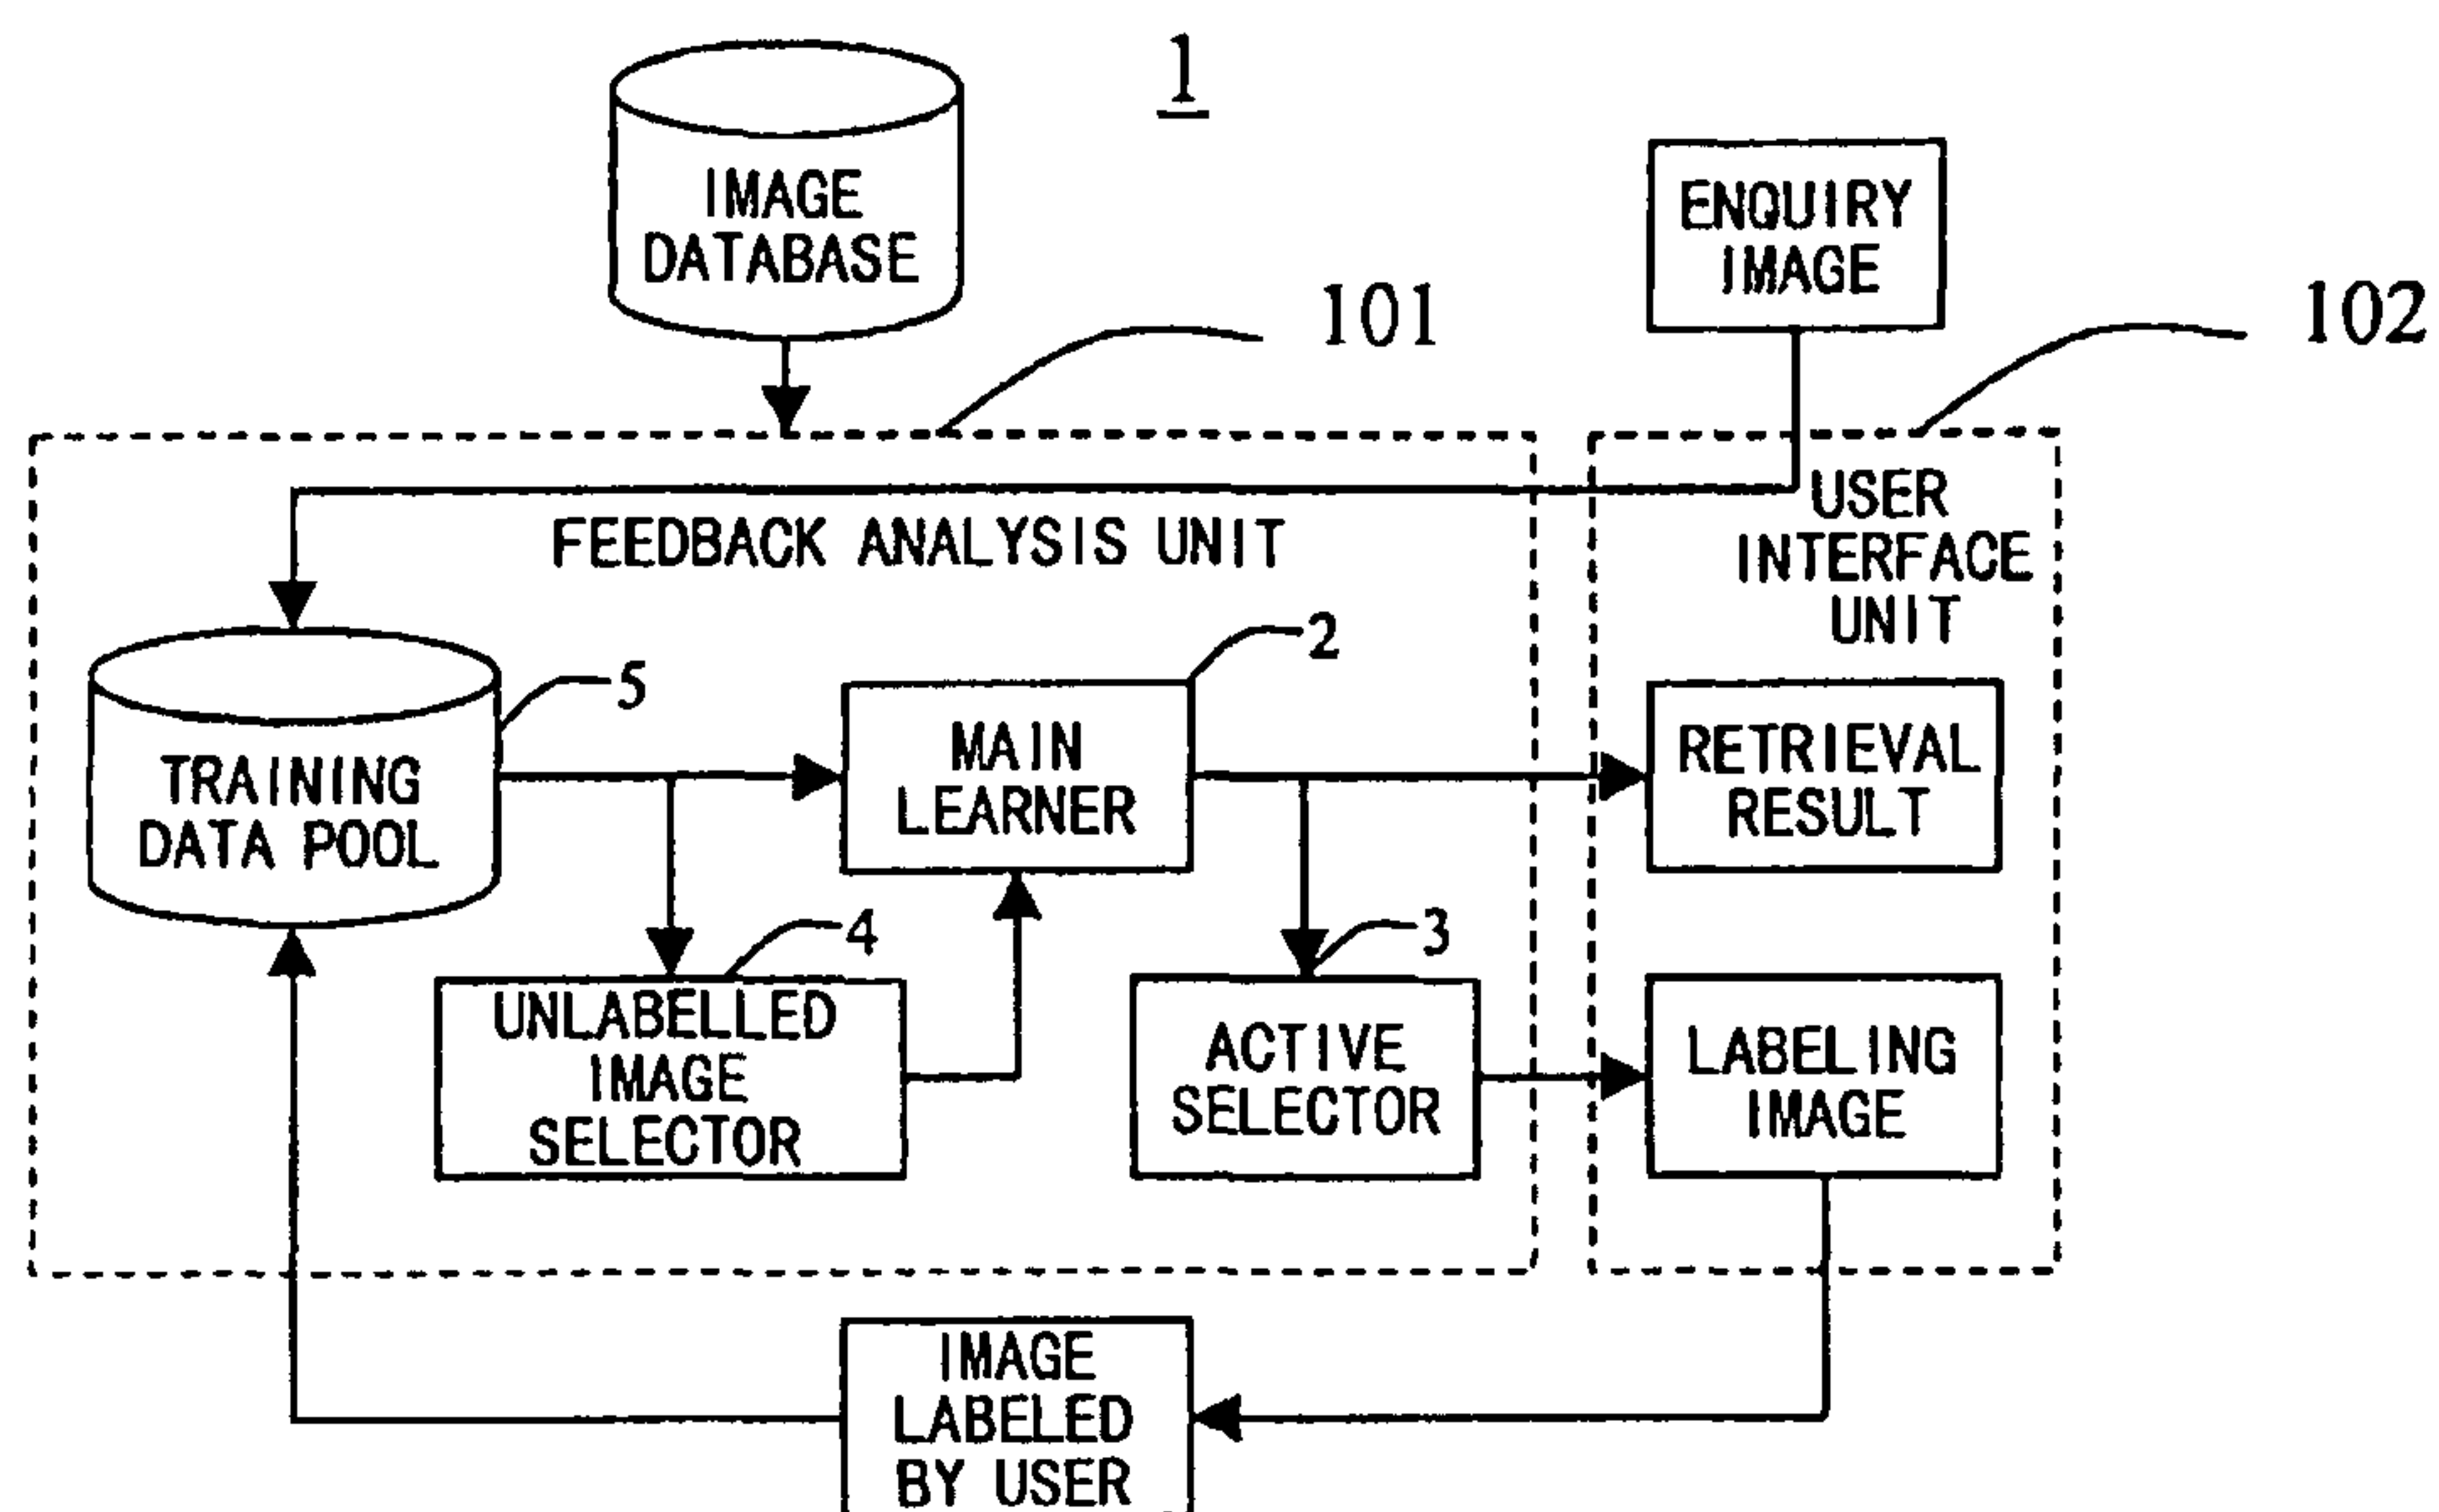 1
IMAGE
DATABASE
ENQUIRY
IMAGE
101
102
FEEDBACK ANALYSIS UNIT
USER
INTERFACE
UNIT
5
2
TRAINING
DATA POOL
MAIN
LEARNER
RETRIEVAL
RESULT
4
3
UNLABELLED
IMAGE
SELECTOR
ACTIVE
SELECTOR
LABELING
IMAGE
IMAGE
LABELED
BY USER